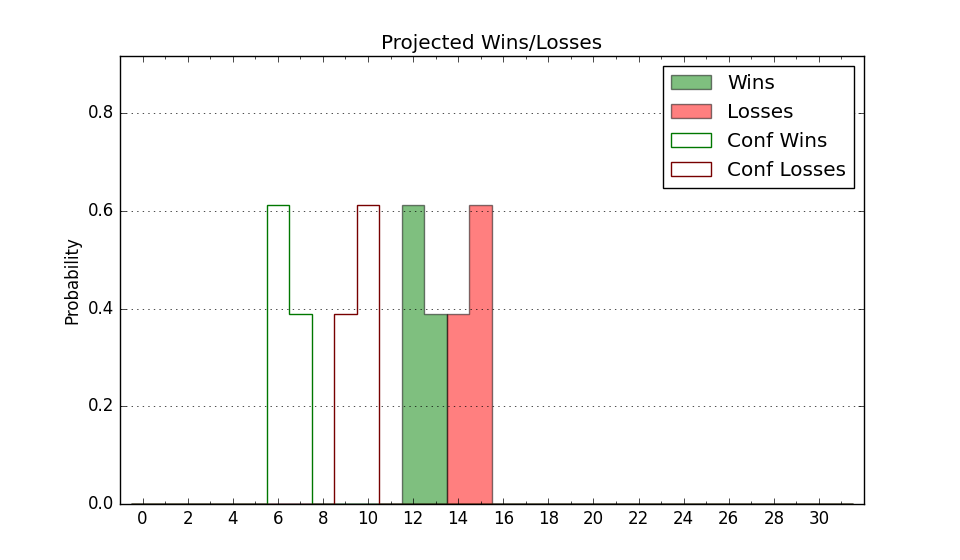 Projected Wins/Losses
Wins
Losses
Conf Wins
Conf Losses
Probability
0.8
0.6
0.4
0.2
0.0
0 2 4 6 8 10 12 14 16 18 20 22 24 26 28 30